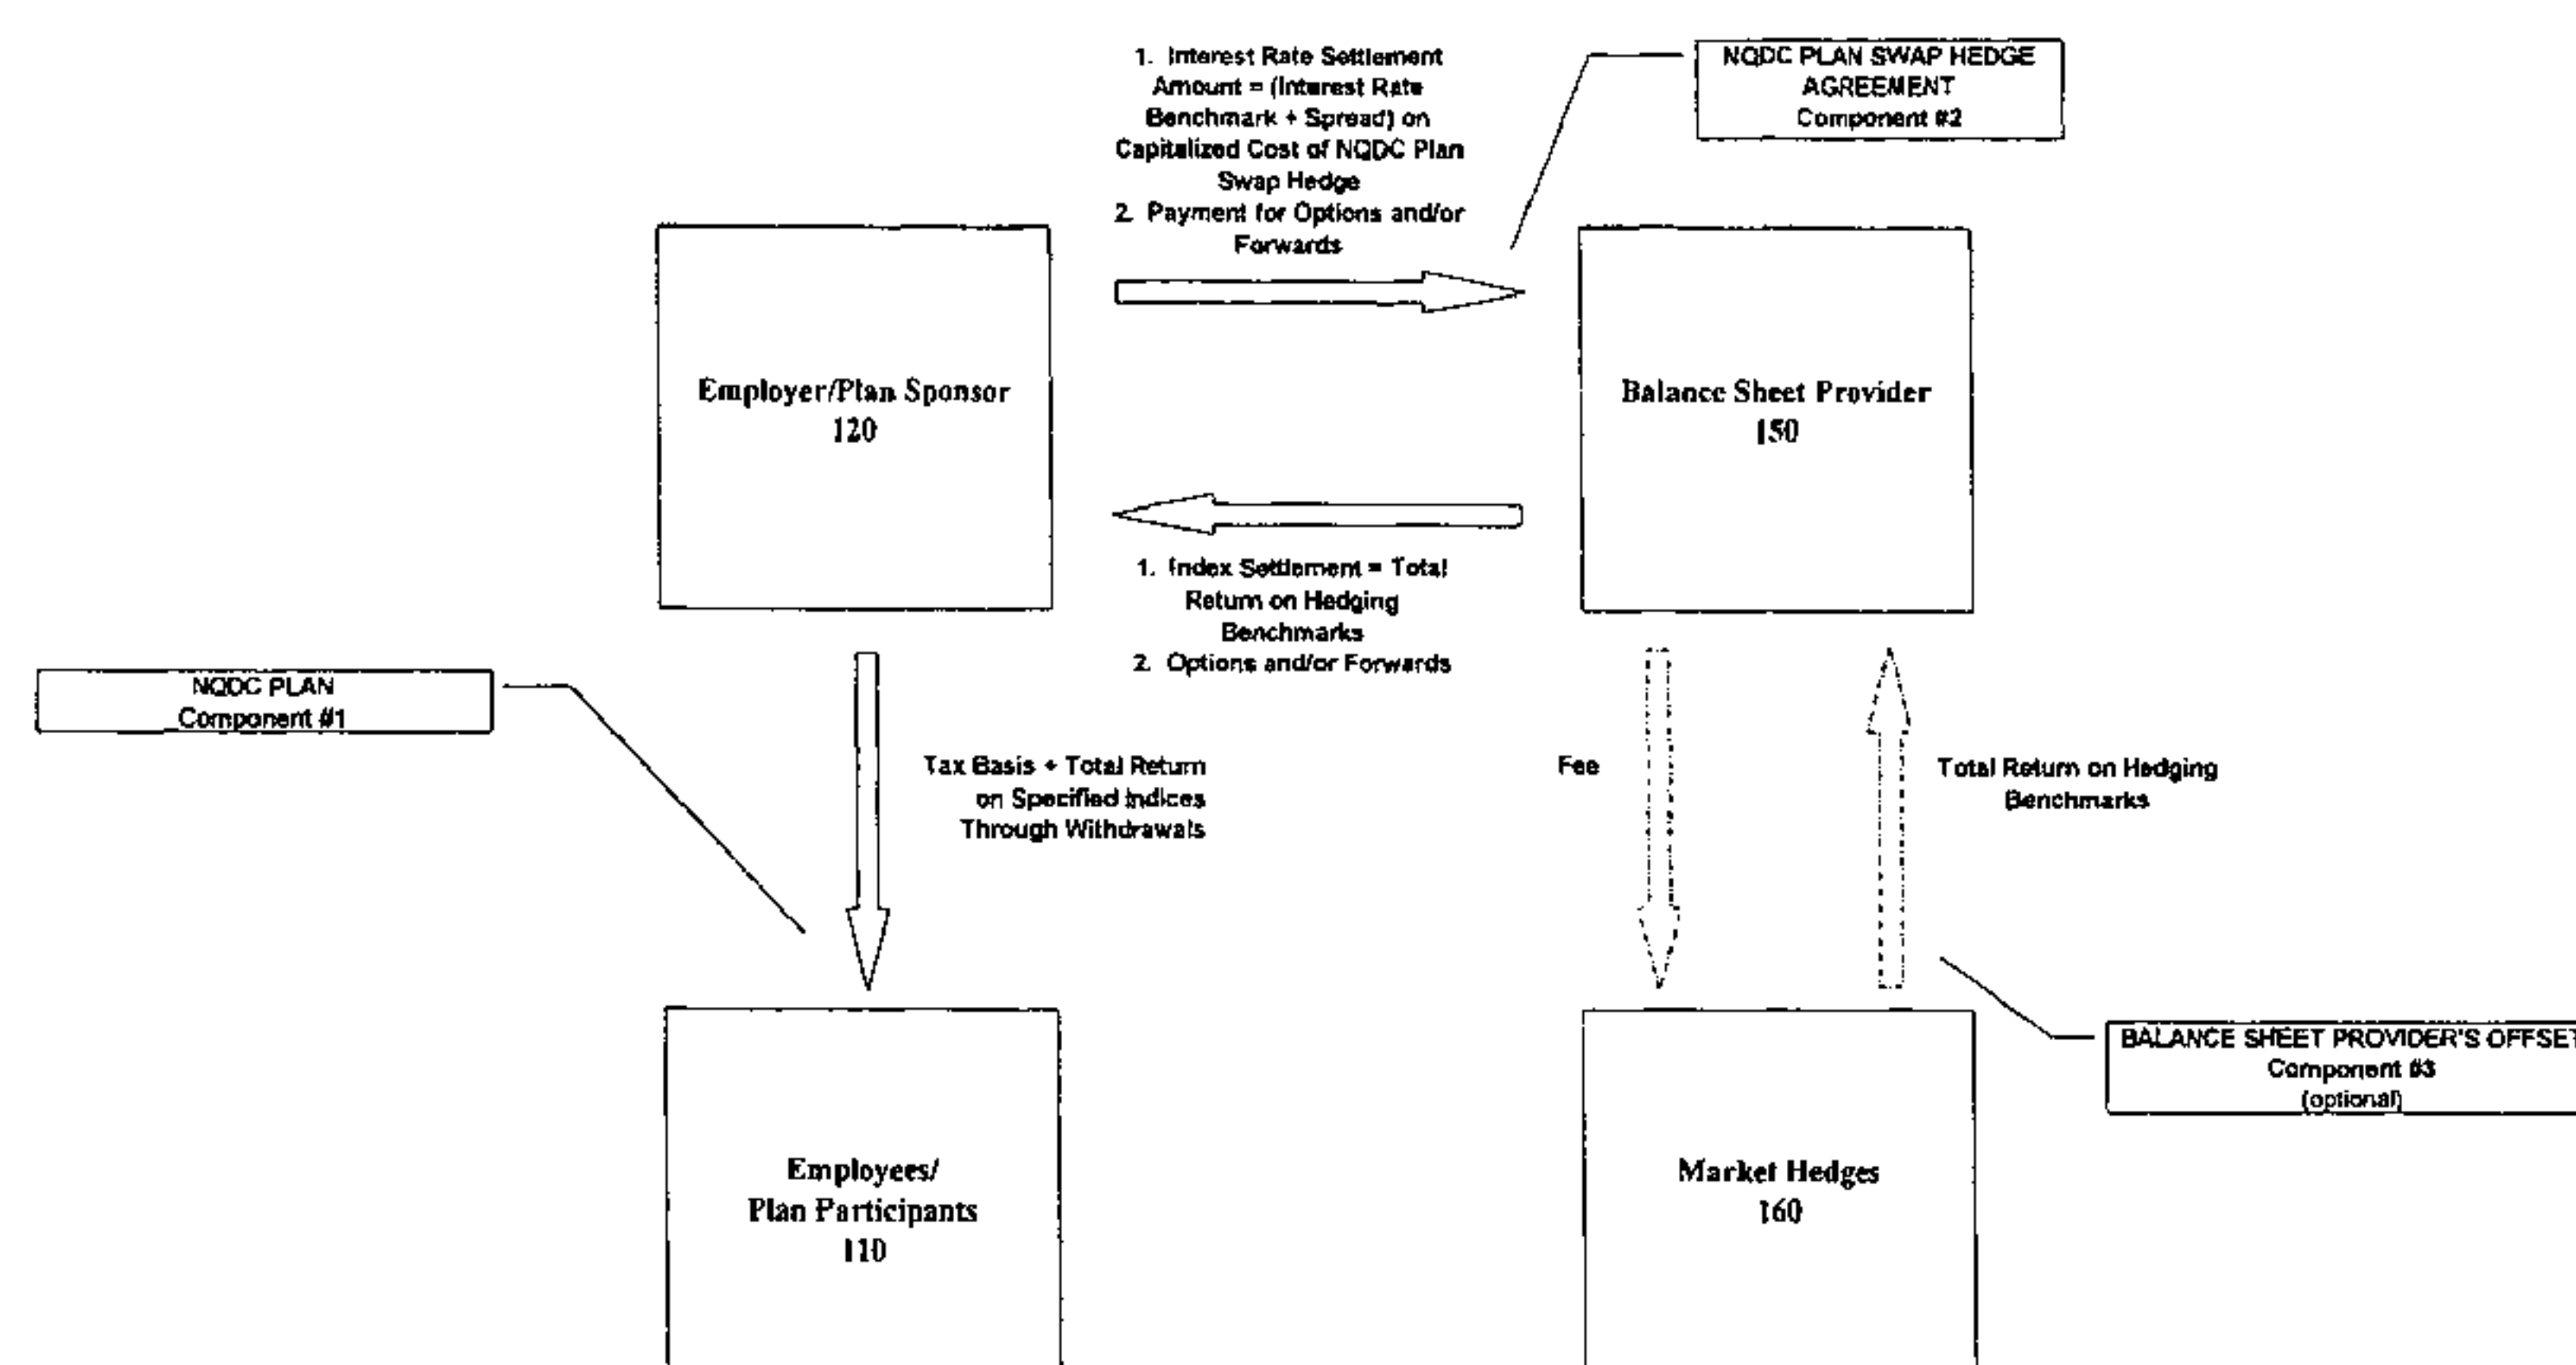 1. Interest Rate Settlement
Amount = (Interest Rate
Benchmark + Spread) on
Capitalized Cost of NQDC Plan
Swap Hedge
2. Payment for Options and/or
Forwards
NQDC PLAN SWAP HEDGE
AGREEMENT
Component #2
Employer/Plan Sponsor
120
Balance Sheet Provider
150
1. Index Settlement = Total
Return on Hedging
Benchmarks
2. Options and/or Forwards
NQDC PLAN
Component #1
Tax Basis + Total Return
on Specified Indices
Through Withdrawals
Fee
Total Return on Hedging
Benchmarks
BALANCE SHEET PROVIDER'S OFFSET
Component #3
(optional)
Employees/
Plan Participants
110
Market Hedges
160